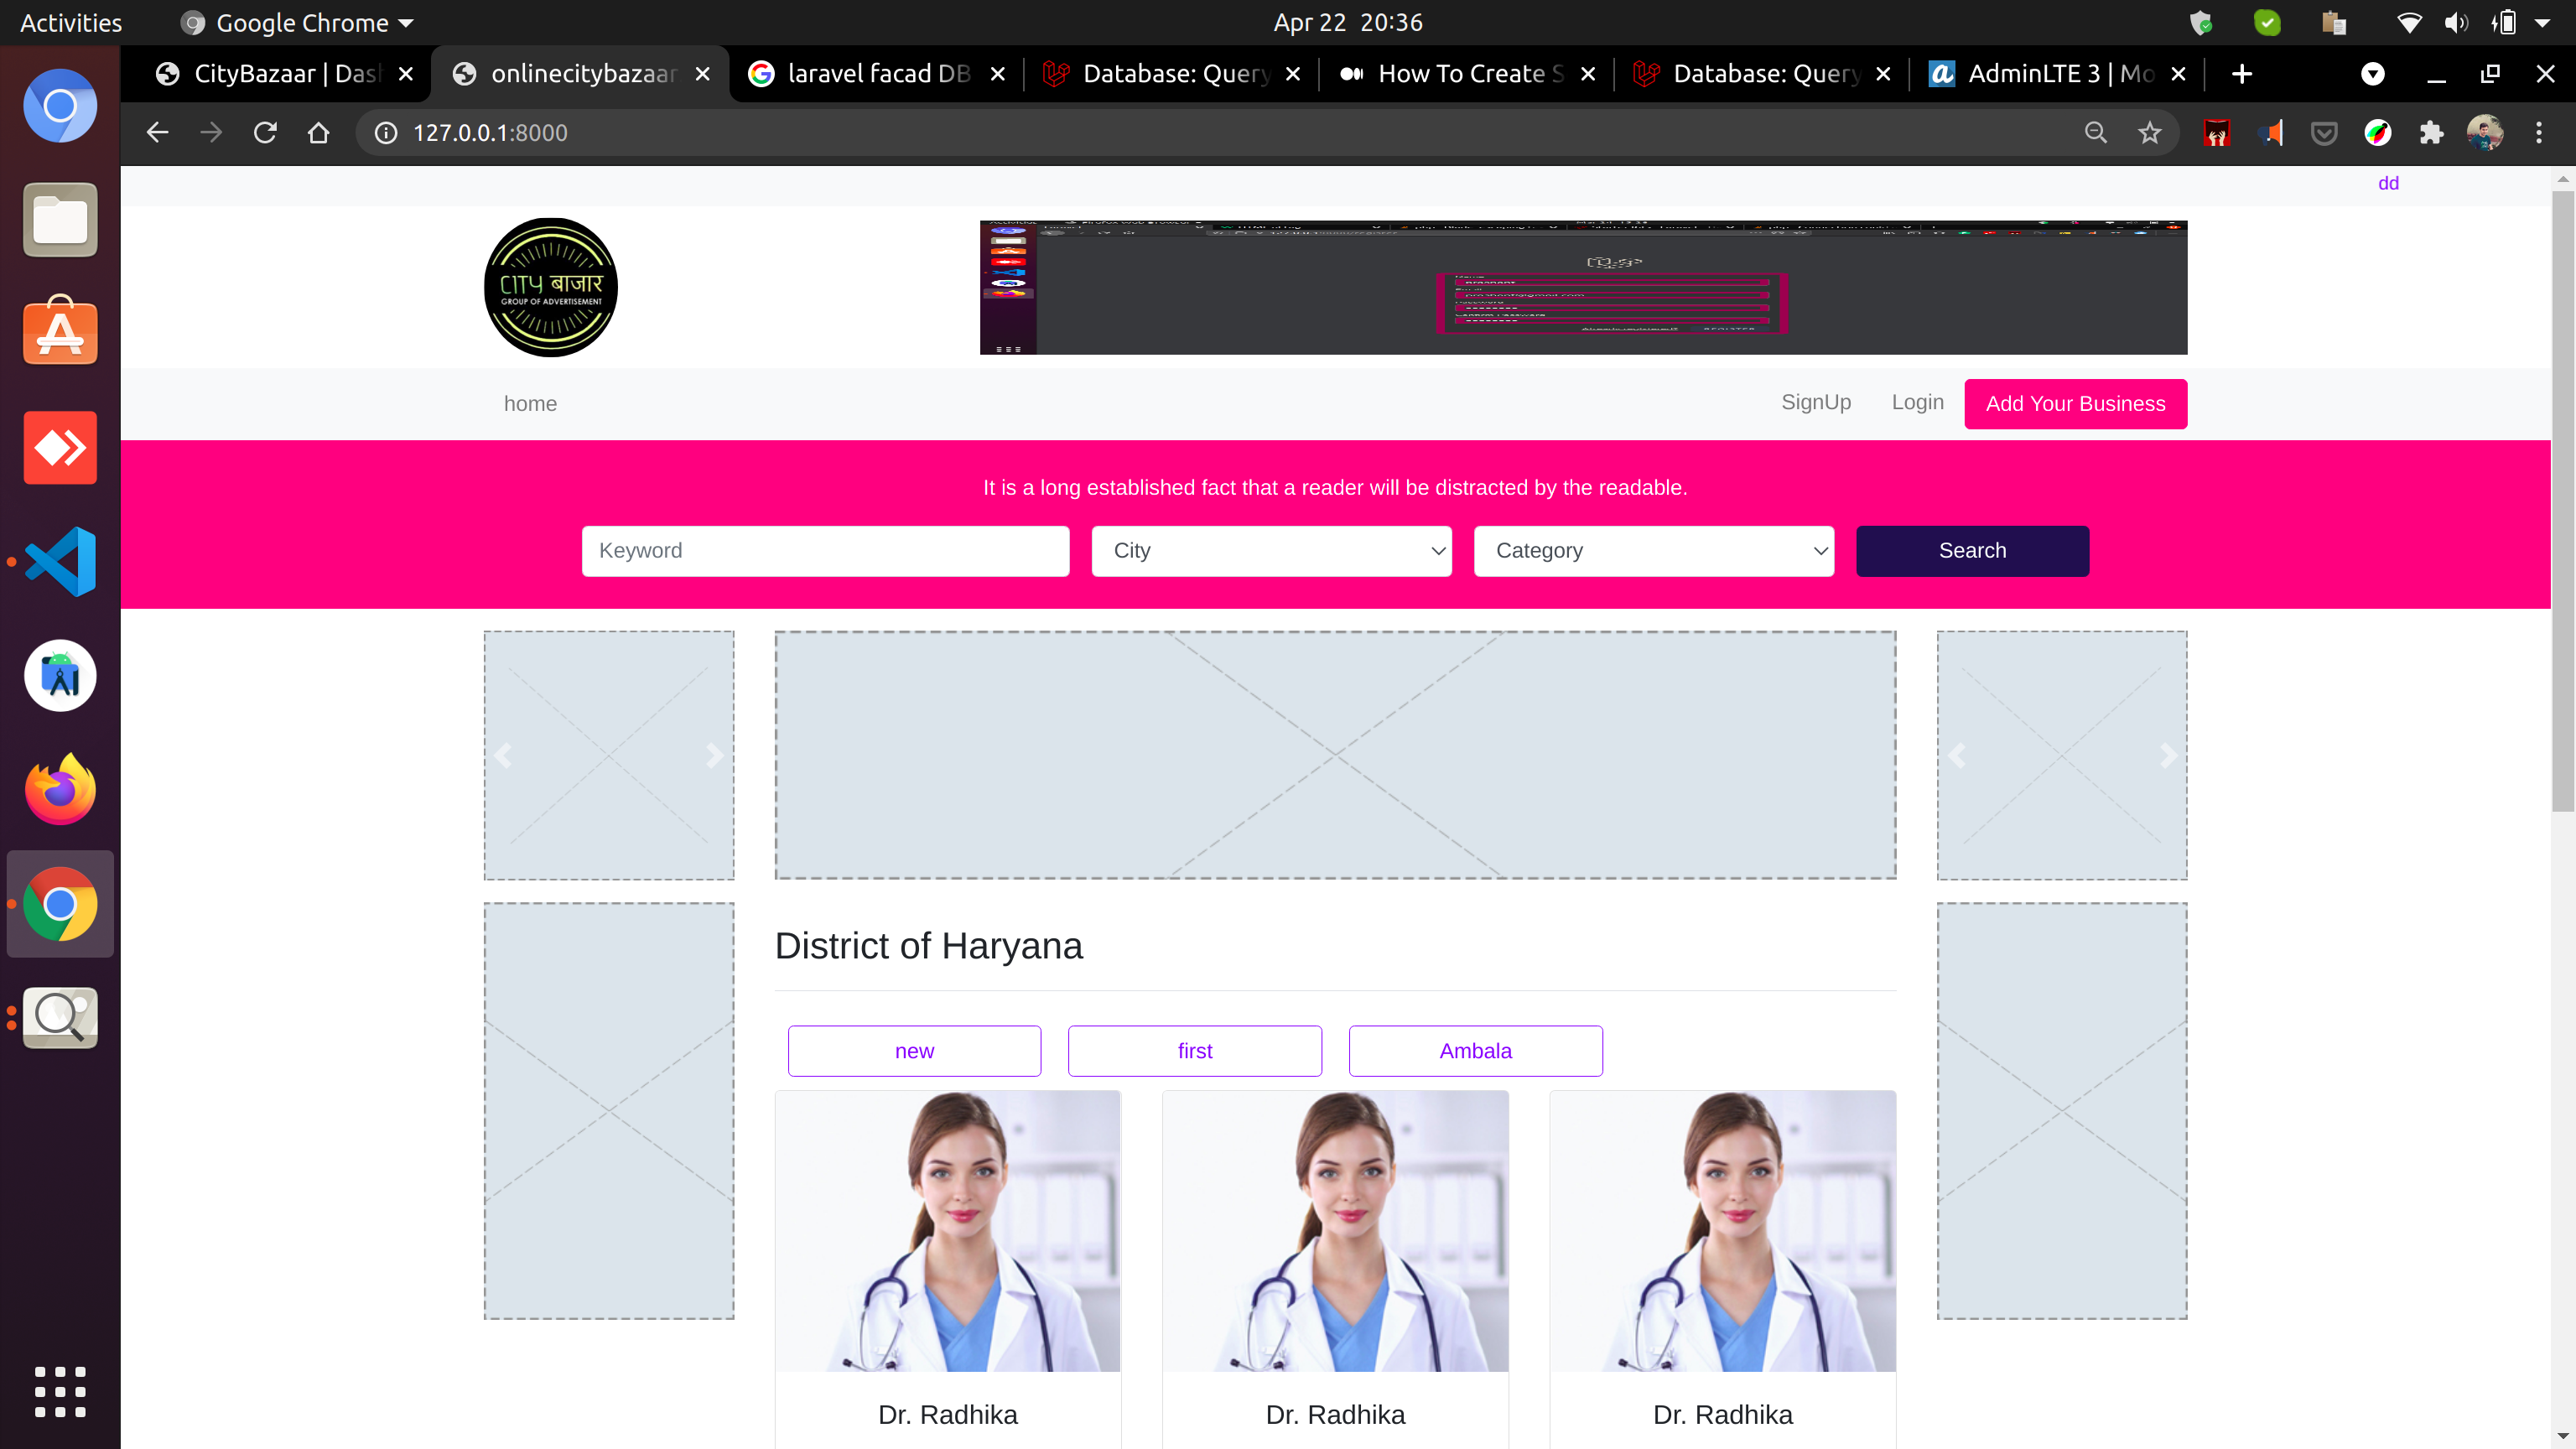 Activities
Google Chrome
Apr 22 20:36
CityBazaar | Das
onlinecitybazaar
laravel facad DB
Database: Query
How To Create S
Database: Query
AdminLTE 3 | Mo
127.0.0.1:8000
dd
CITY बाजार
GROUP OF ADVERTISEMENT
home
SignUp
Login
Add Your Business
It is a long established fact that a reader will be distracted by the readable.
Keyword
City
Category
Search
District of Haryana
new
first
Ambala
Dr. Radhika
Dr. Radhika
Dr. Radhika